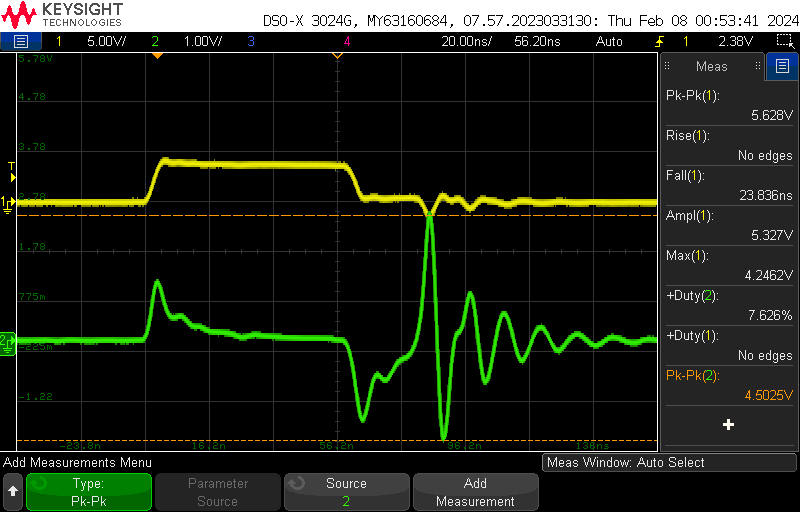 KEYSIGHT
TECHNOLOGIES
DSO-X 3024G, MY63160684, 07.57.2023033130: Thu Feb 08 00:53:41 2024
1 5.00V/ 2 1.00V/ 3 4 20.00ns/ 56.20ns Auto 1 2.38V
5.78V
4.78
3.78
T
2.78
1
1.78
775m
2
-225m
-1.22
-23.8n 16.2n 56.2n 96.2n 136ns
Meas
Pk-Pk(1):
5.628V
Rise(1):
No edges
Fall(1):
23.836ns
Ampl(1):
5.327V
Max(1):
4.2462V
+Duty(2):
7.626%
+Duty(1):
No edges
Pk-Pk(2):
4.5025V
Add Measurements Menu
Meas Window: Auto Select
Type:
Pk-Pk
Parameter
Source
Source
2
Add
Measurement